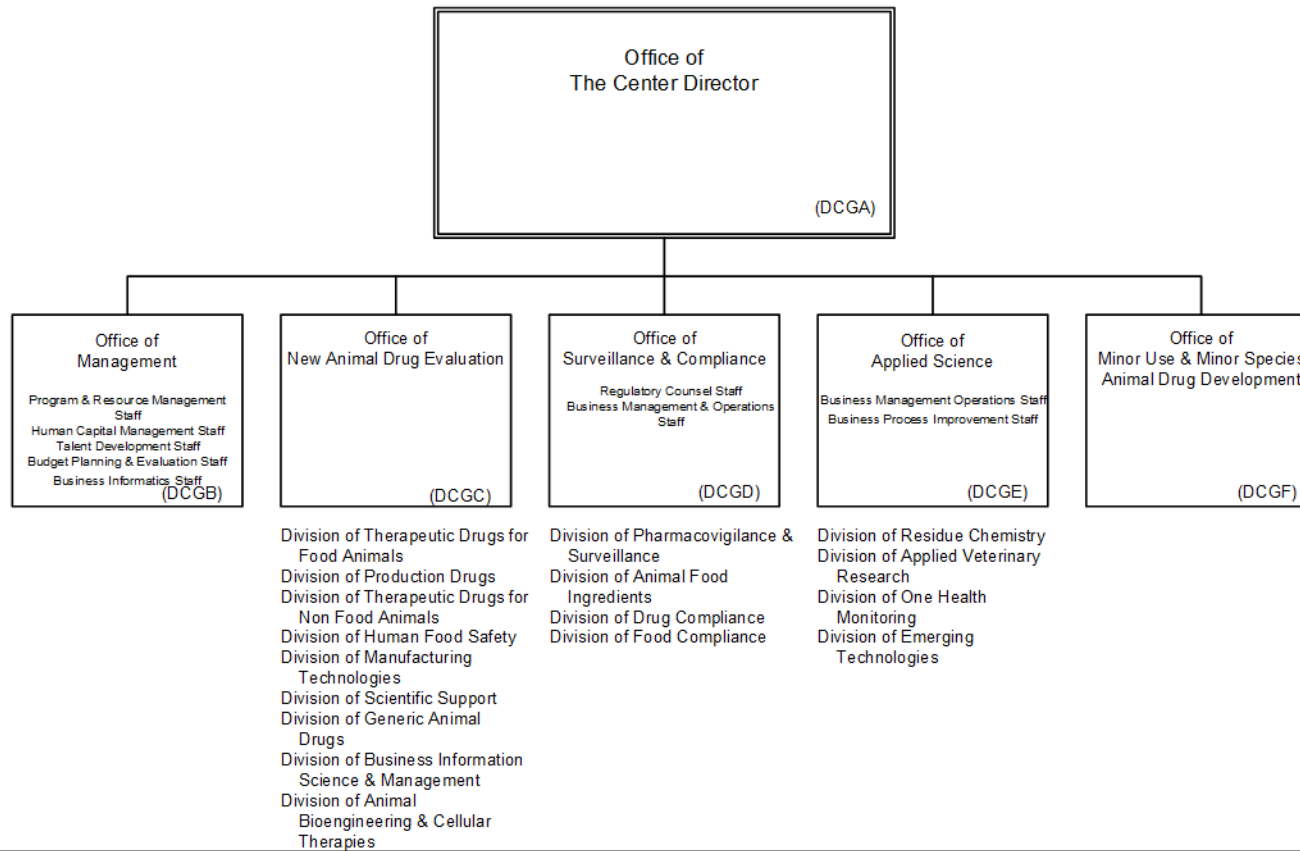 Office of
The Center Director
(DCGA)
Office of
Management
Program & Resource Management
Staff
Human Capital Management Staff
Talent Development Staff
Budget Planning & Evaluation Staff
Business Informatics Staff
(DCGB)
Office of
New Animal Drug Evaluation
(DCGC)
Division of Therapeutic Drugs for
Food Animals
Division of Production Drugs
Division of Therapeutic Drugs for
Non Food Animals
Division of Human Food Safety
Division of Manufacturing
Technologies
Division of Scientific Support
Division of Generic Animal
Drugs
Division of Business Information
Science & Management
Division of Animal
Bioengineering & Cellular
Therapies
Office of
Surveillance & Compliance
Regulatory Counsel Staff
Business Management & Operations
Staff
(DCGD)
Division of Pharmacovigilance &
Surveillance
Division of Animal Food
Ingredients
Division of Drug Compliance
Division of Food Compliance
Office of
Applied Science
Business Management Operations Staff
Business Process Improvement Staff
(DCGE)
Division of Residue Chemistry
Division of Applied Veterinary
Research
Division of One Health
Monitoring
Division of Emerging
Technologies
Office of
Minor Use & Minor Species
Animal Drug Development
(DCGF)